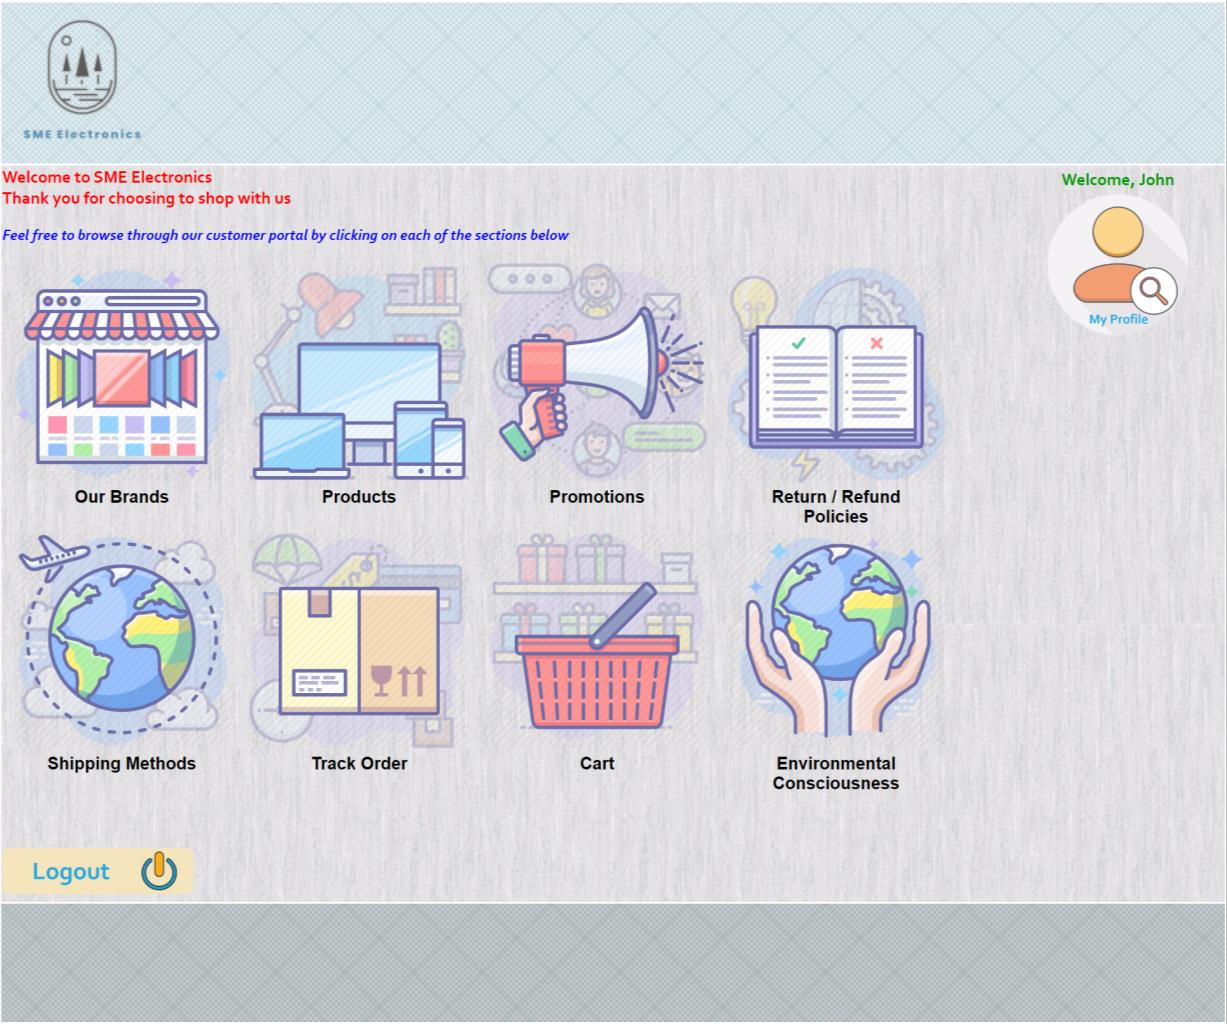 SME Electronics
Welcome to SME Electronics
Thank you for choosing to shop with us
Welcome, John
Feel free to browse through our customer portal by clicking on each of the sections below
My Profile
Our Brands
Products
Promotions
Return / Refund
Policies
Shipping Methods
Track Order
Cart
Environmental
Consciousness
Logout